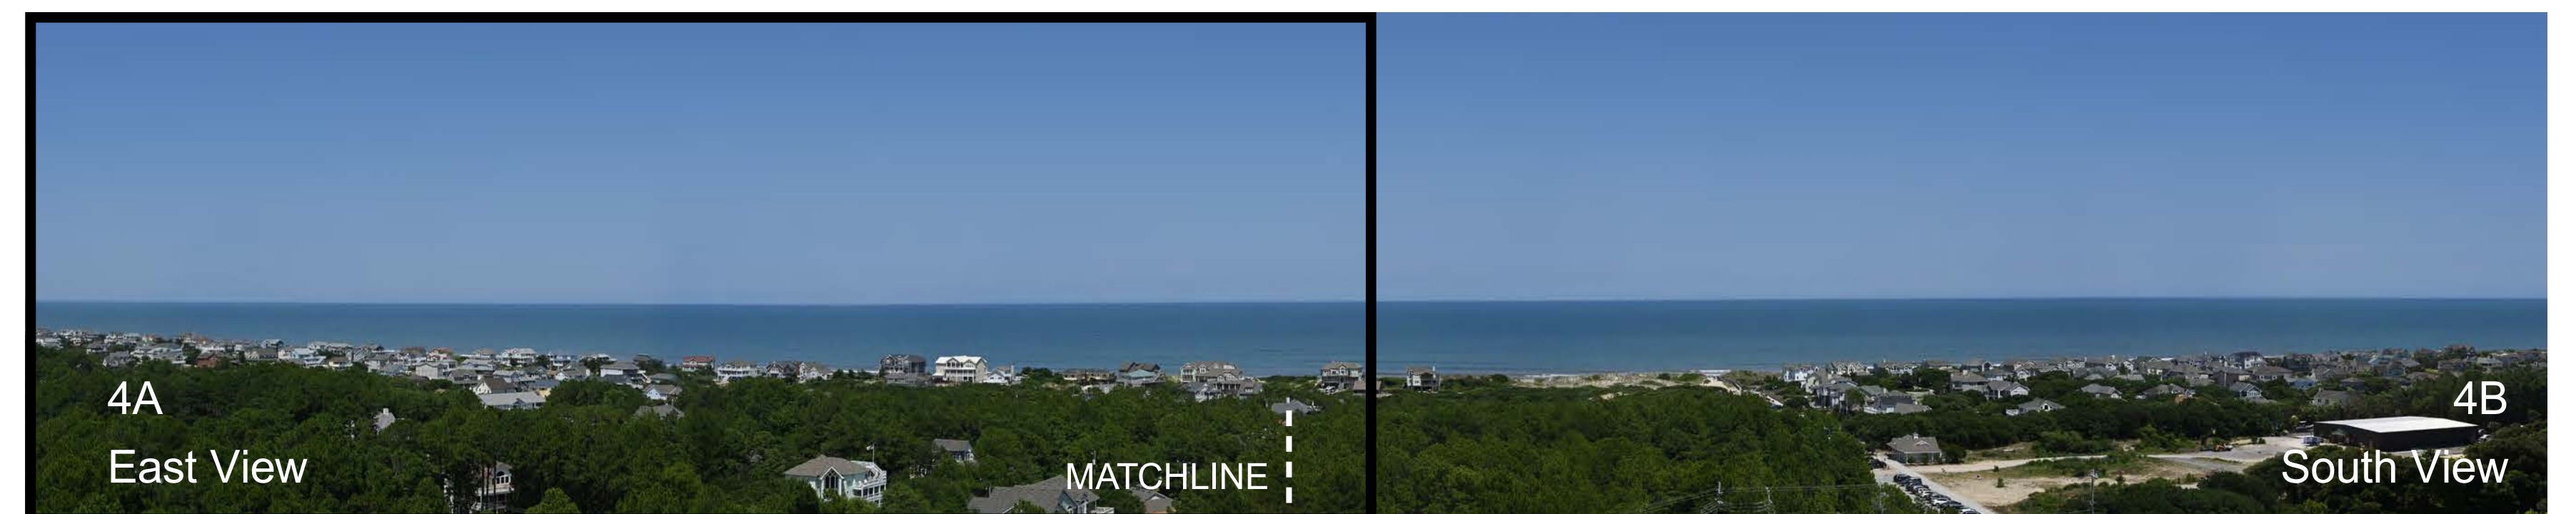 4A
East View
MATCHLINE
4B
South View